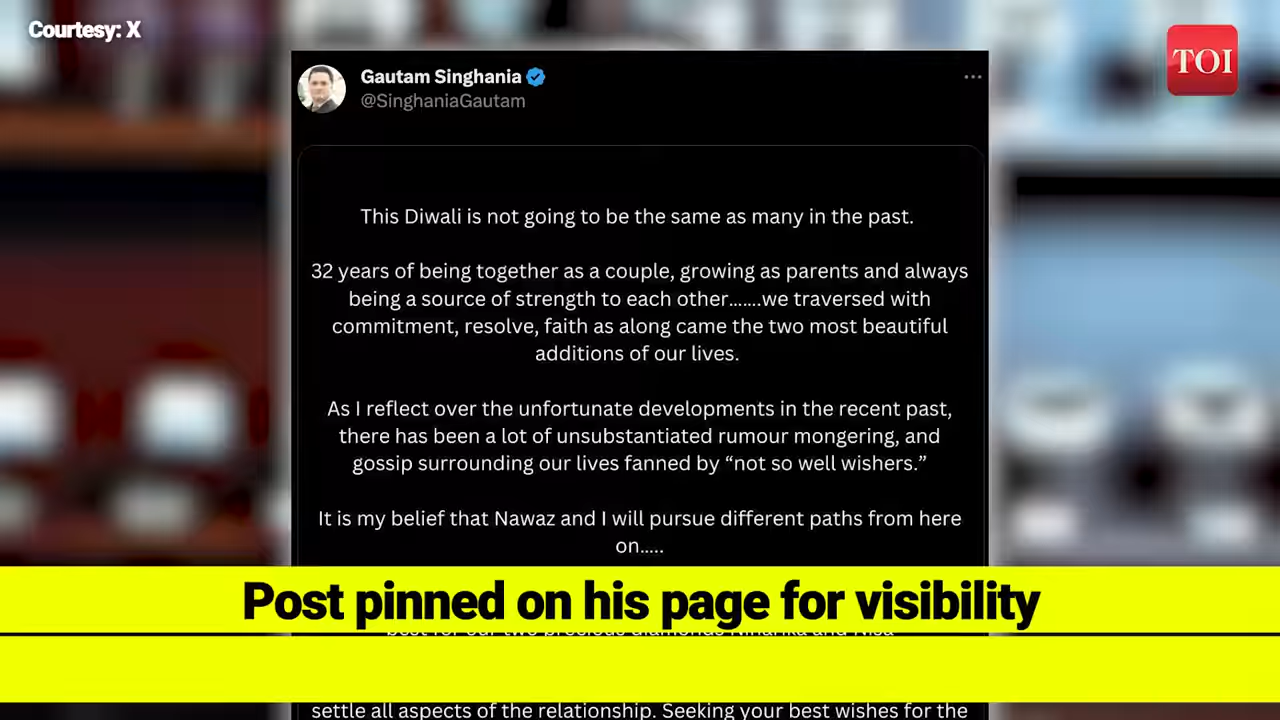 Courtesy: X
TOI
Gautam Singhania
@SinghaniaGautam
This Diwali is not going to be the same as many in the past.
32 years of being together as a couple, growing as parents and always
being a source of strength to each other.......we traversed with
commitment, resolve, faith as along came the two most beautiful
additions of our lives.
As I reflect over the unfortunate developments in the recent past,
there has been a lot of unsubstantiated rumour mongering, and
gossip surrounding our lives fanned by “not so well wishers.”
It is my belief that Nawaz and I will pursue different paths from here
on.....
Post pinned on his page for visibility
settle all aspects of the relationship. Seeking your best wishes for the